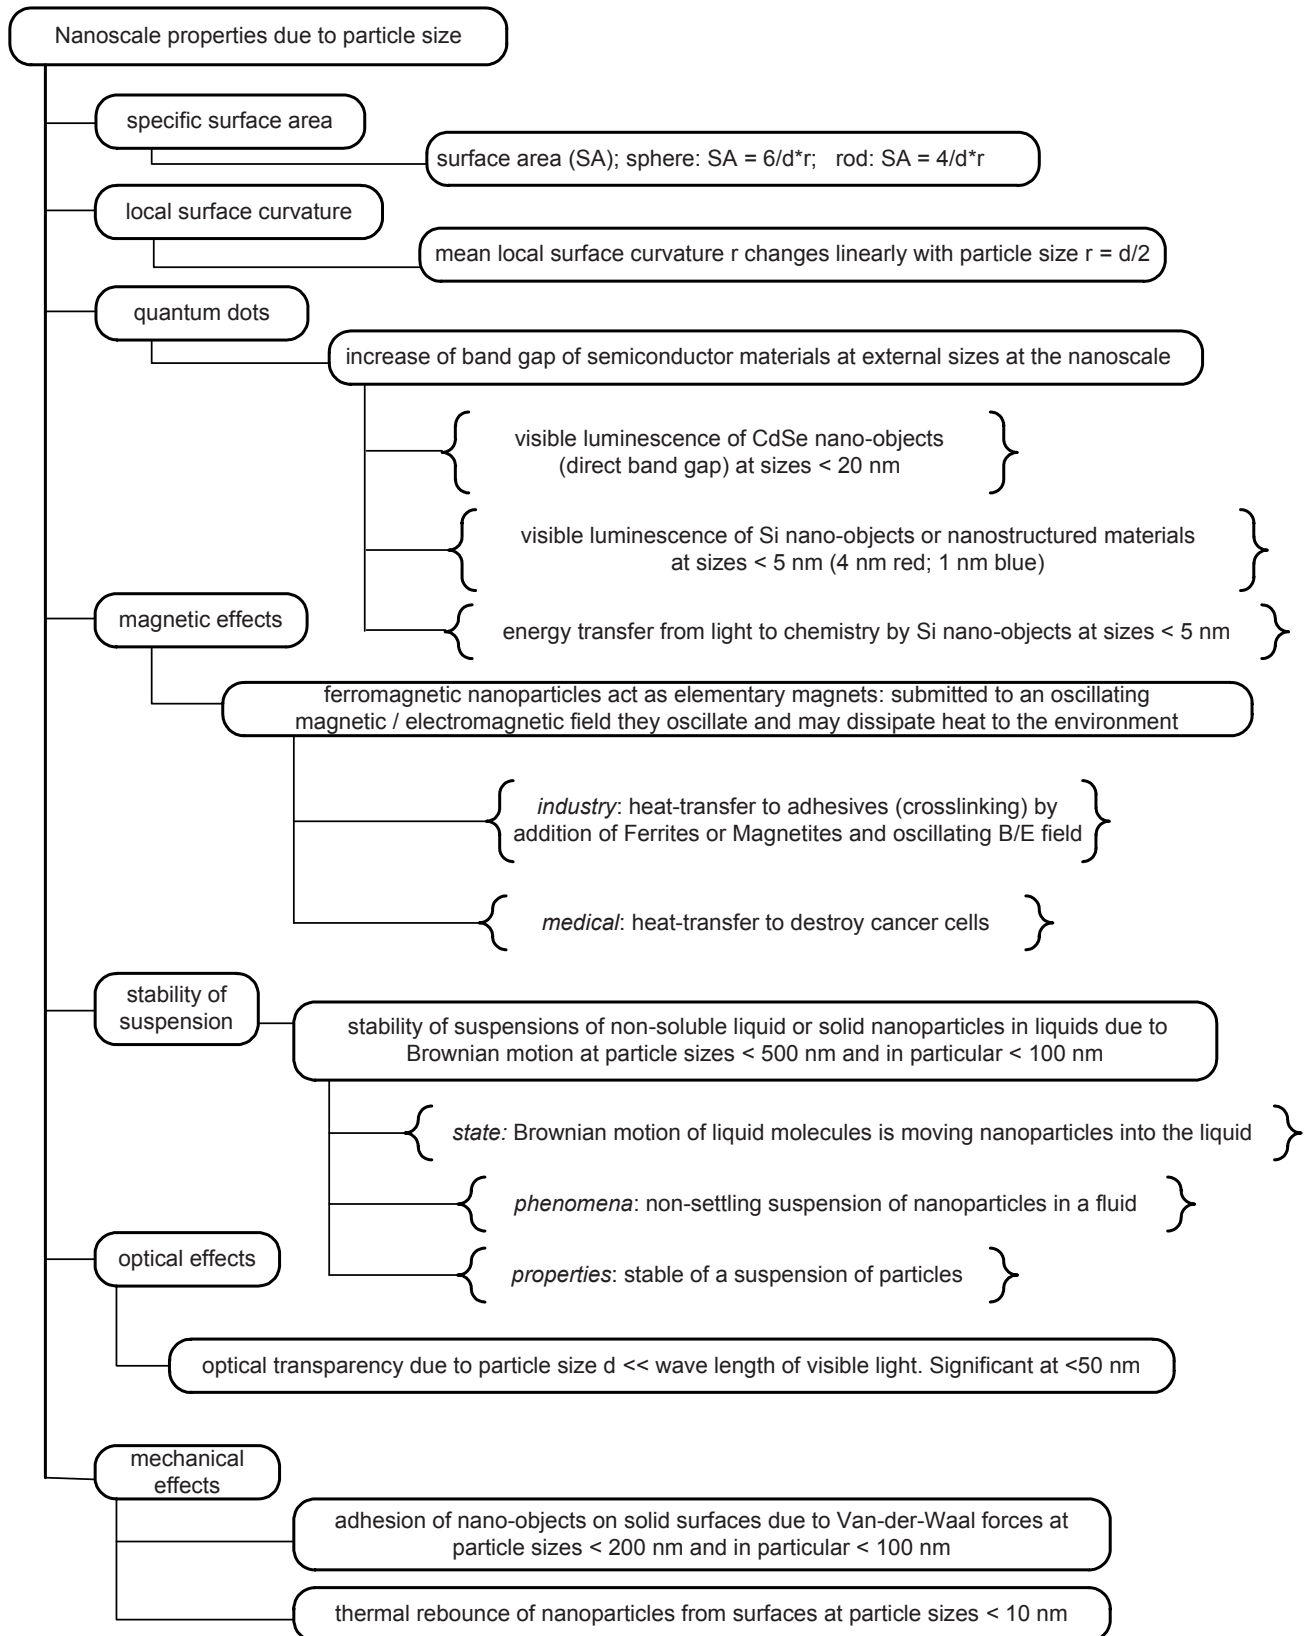 Nanoscale properties due to particle size
specific surface area
surface area (SA); sphere: SA = 6/d*r; rod: SA = 4/d*r
local surface curvature
mean local surface curvature r changes linearly with particle size r = d/2
quantum dots
increase of band gap of semiconductor materials at external sizes at the nanoscale
visible luminescence of CdSe nano-objects
(direct band gap) at sizes < 20 nm
visible luminescence of Si nano-objects or nanostructured materials
at sizes < 5 nm (4 nm red; 1 nm blue)
energy transfer from light to chemistry by Si nano-objects at sizes < 5 nm
magnetic effects
ferromagnetic nanoparticles act as elementary magnets: submitted to an oscillating
magnetic / electromagnetic field they oscillate and may dissipate heat to the environment
industry: heat-transfer to adhesives (crosslinking) by
addition of Ferrites or Magnetites and oscillating B/E field
medical: heat-transfer to destroy cancer cells
stability of
suspension
stability of suspensions of non-soluble liquid or solid nanoparticles in liquids due to
Brownian motion at particle sizes < 500 nm and in particular < 100 nm
state: Brownian motion of liquid molecules is moving nanoparticles into the liquid
phenomena: non-settling suspension of nanoparticles in a fluid
properties: stable of a suspension of particles
optical effects
optical transparency due to particle size d << wave length of visible light. Significant at <50 nm
mechanical
effects
adhesion of nano-objects on solid surfaces due to Van-der-Waal forces at
particle sizes < 200 nm and in particular < 100 nm
thermal rebounce of nanoparticles from surfaces at particle sizes < 10 nm